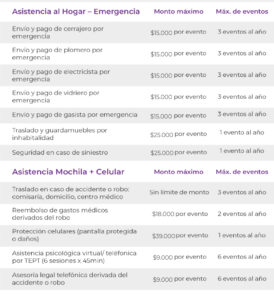 Asistencia al Hogar – Emergencia Monto máximo Máx. de eventos
Envío y pago de cerrajero por
emergencia $15.000 por evento 3 eventos al año
Envío y pago de plomero por
emergencia $15.000 por evento 3 eventos al año
Envío y pago de electricista por
emergencia $15.000 por evento 3 eventos al año
Envío y pago de vidriero por
emergencia $15.000 por evento 3 eventos al año
Envío y pago de gasista por emergencia $15.000 por evento 3 eventos al año
Traslado y guardamuebles por
inhabilidad $25.000 por evento 1 evento al año
Seguridad en caso de siniestro $25.000 por evento 1 evento al año
Asistencia Mochila + Celular Monto máximo Máx. de eventos
Traslado en caso de accidente o robo:
comisaria, domicilio, centro médico Sin límite de monto 3 eventos al año
Reembolso de gastos médicos
derivados del robo $18.000 por evento 2 eventos al año
Protección celulares (pantalla protegida
o daños) $39.000 por evento 1 eventos al año
Asistencia psicológica virtual/ telefónica
por TEPT (6 sesiones x 45min) $9.000 por evento 6 eventos al año
Asesoría legal telefónica derivada del
accidente o robo $9.000 por evento 6 eventos al año